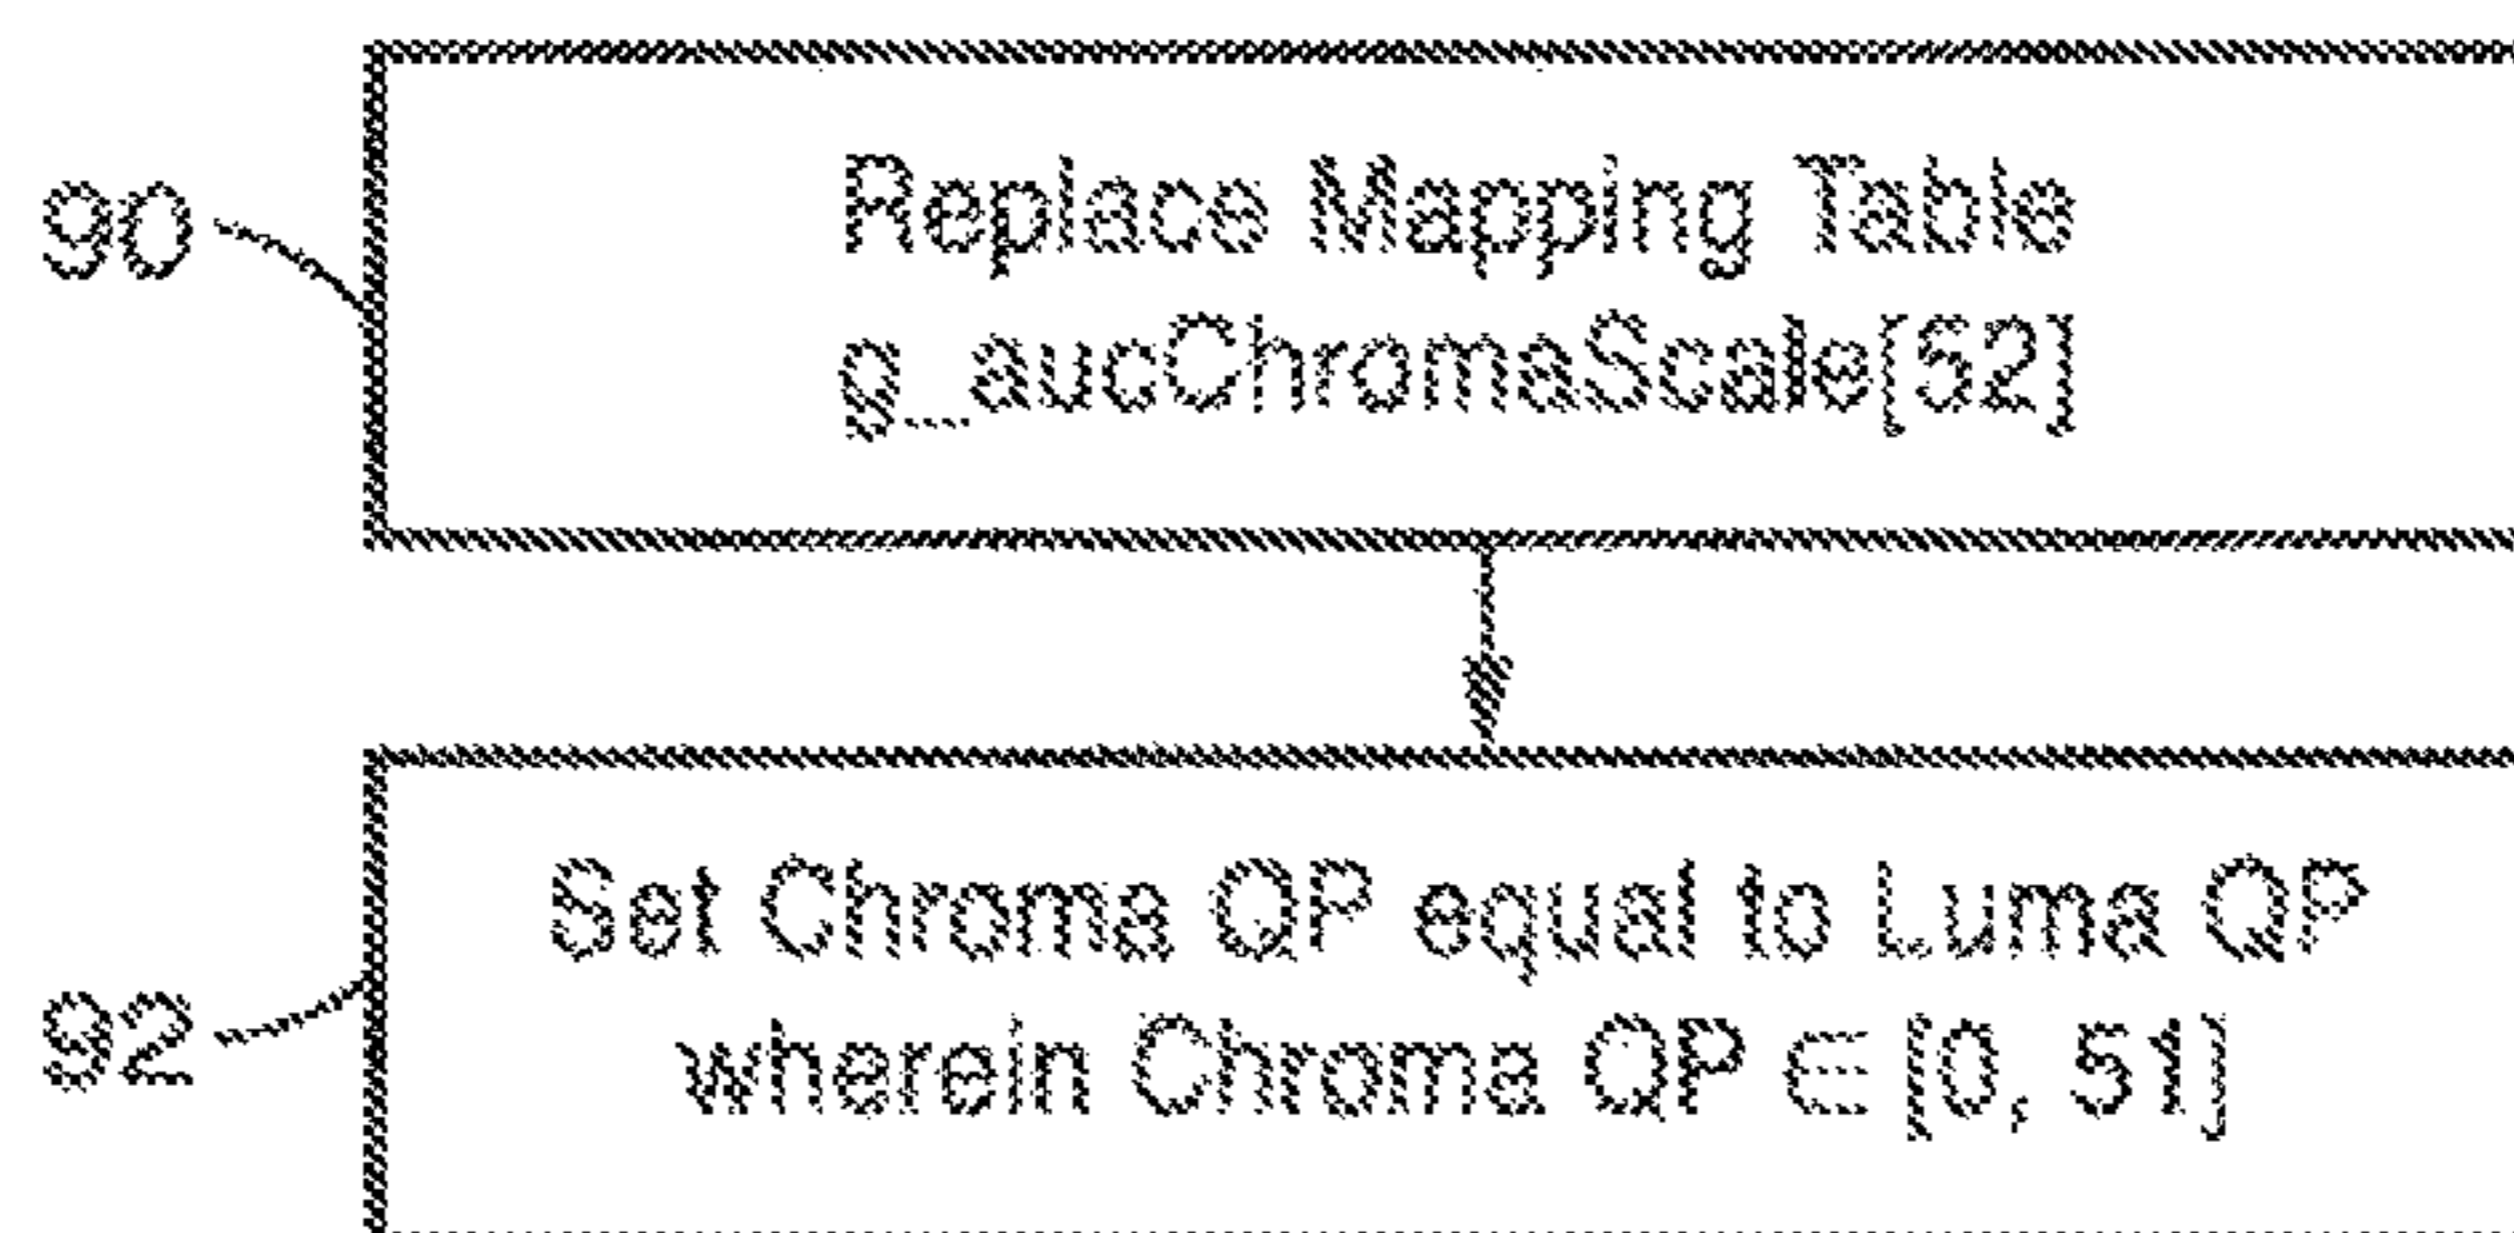 90
Replace Mapping Table
g_aucChromaScale[52]
Set Chroma QP equal to Luma QP
92
wherein Chroma QP ∈ [0, 51]